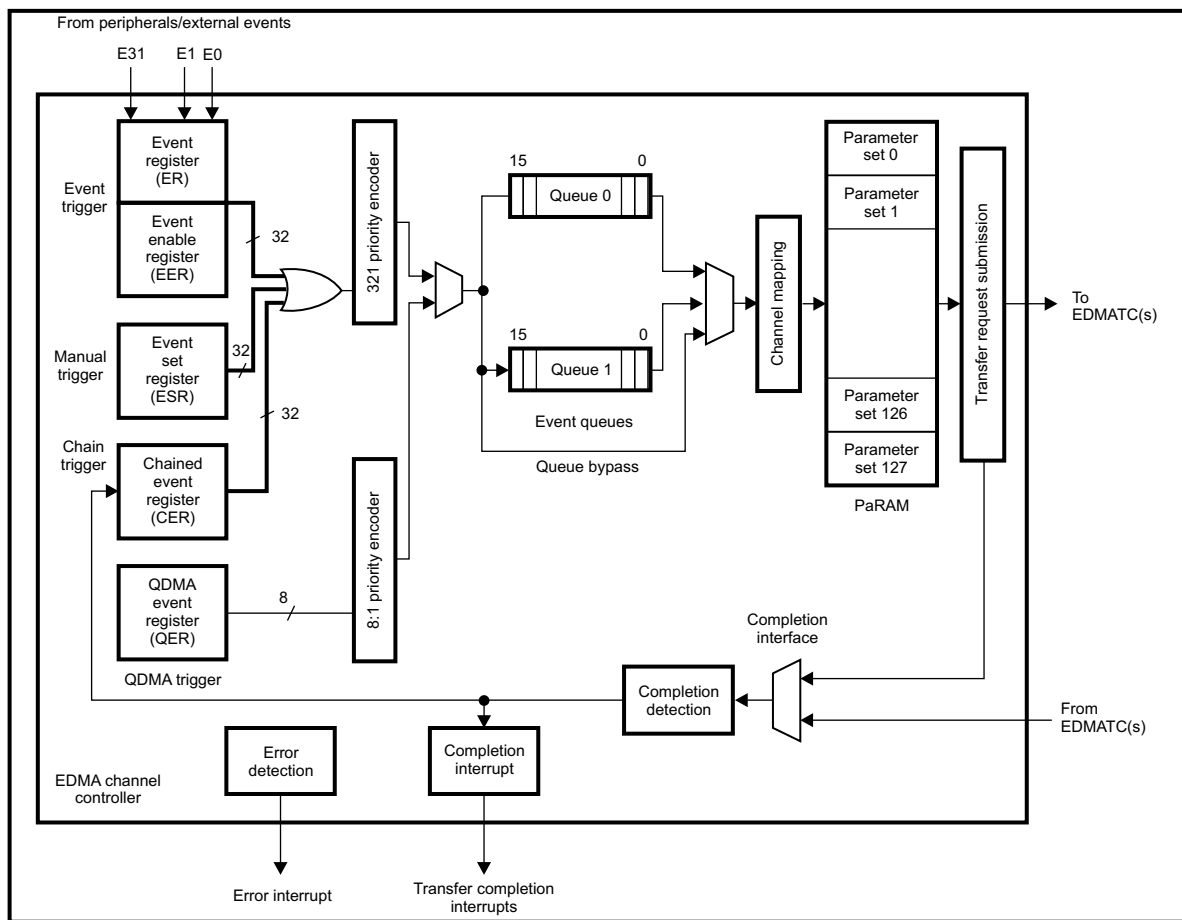 From peripherals/external events
E31
E1
E0
Event
register
(ER)
Event
trigger
Event
enable
register
(EER)
32
Manual
trigger
Event
set
register
(ESR)
32
Chain
trigger
Chained
event
register
(CER)
32
QDMA
event
register
(QER)
8
QDMA trigger
321 priority encoder
8:1 priority encoder
15
0
Queue 0
15
0
Queue 1
Event queues
Queue bypass
Channel mapping
Parameter
set 0
Parameter
set 1
Parameter
set 126
Parameter
set 127
PaRAM
Transfer request submission
To
EDMATC(s)
Completion
interface
Completion
detection
From
EDMATC(s)
Error
detection
Completion
interrupt
EDMA channel
controller
Error interrupt
Transfer completion
interrupts